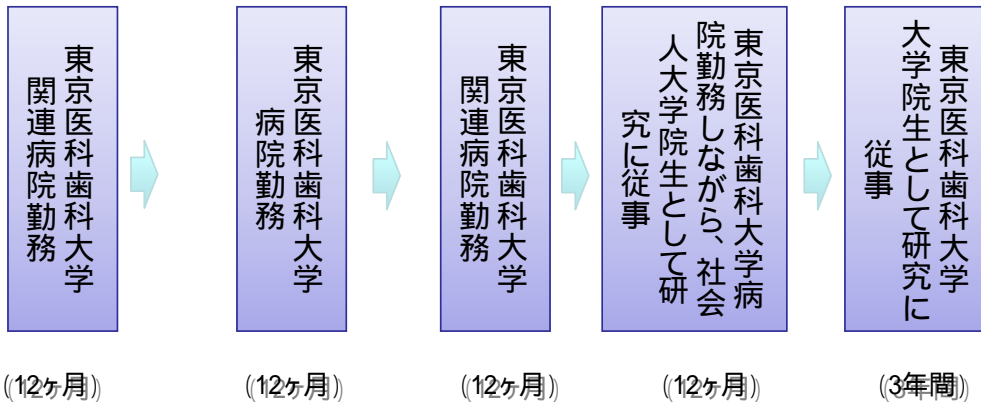 東京医科歯科大学
関連病院勤務
東京医科歯科大学
病院勤務
東京医科歯科大学
関連病院勤務
東京医科歯科大学病
院勤務しながら、社会
人大学院生として研
究に従事
東京医科歯科大学
大学院生として研究に
従事
(12ヶ月)
(12ヶ月)
(12ヶ月)
(12ヶ月)
(3年間)